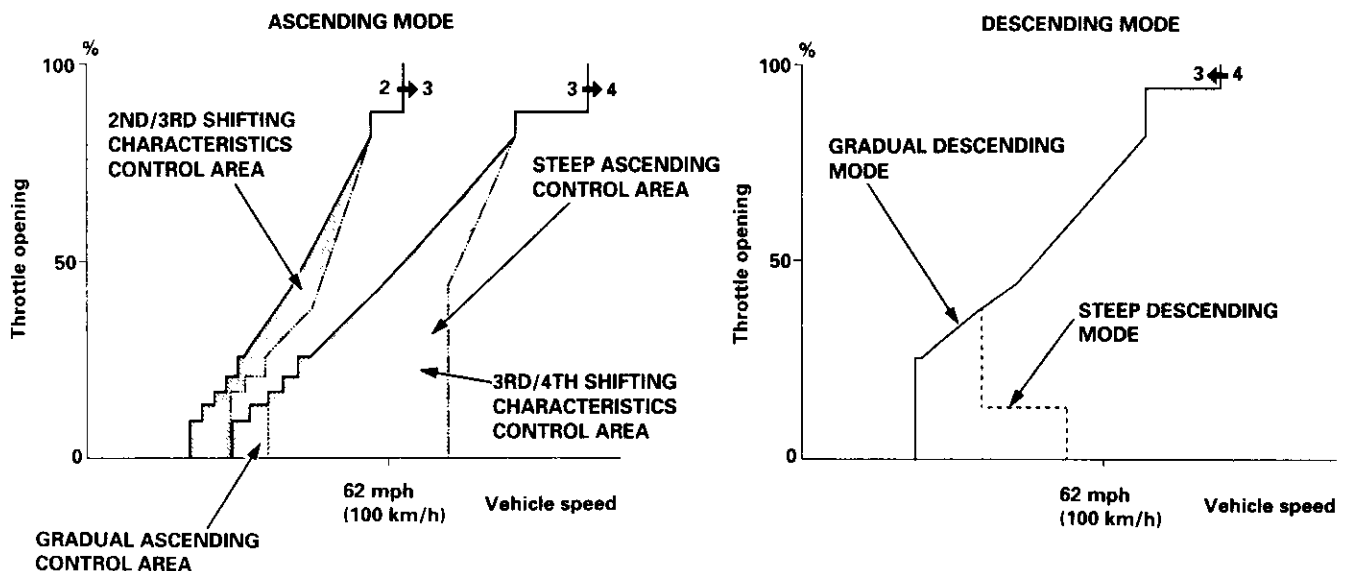 ASCENDING MODE
%
100
50
0
Throttle opening
2 → 3
3 → 4
2ND/3RD SHIFTING
CHARACTERISTICS
CONTROL AREA
STEEP ASCENDING
CONTROL AREA
3RD/4TH SHIFTING
CHARACTERISTICS
CONTROL AREA
GRADUAL ASCENDING
CONTROL AREA
62 mph
(100 km/h)
Vehicle speed
DESCENDING MODE
%
100
50
0
Throttle opening
3 ← 4
GRADUAL DESCENDING
MODE
STEEP DESCENDING
MODE
62 mph
(100 km/h)
Vehicle speed